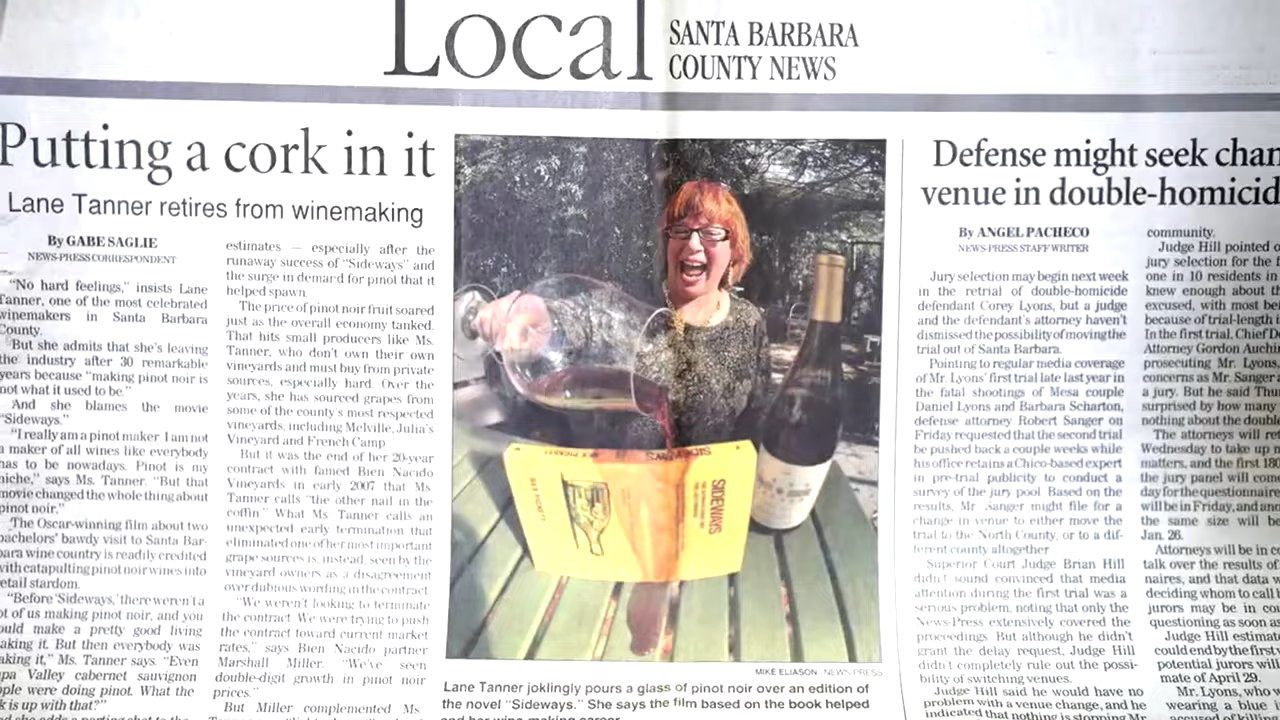 Local
SANTA BARBARA
COUNTY NEWS
Putting a cork in it
Lane Tanner retires from winemaking
By GABE SAGLIE
NEWS-PRESS CORRESPONDENT
"No hard feelings," insists Lane
Tanner, one of the most celebrated
winemakers in Santa Barbara
County.
But she admits that she's leaving
the industry after 30 remarkable
years because "making pinot noir is
not what it used to be."
And she blames the movie
"Sideways."
"I really am a pinot maker I am not
a maker of all wines like everybody
has to be nowadays. Pinot is my
niche," says Ms. Tanner. "But that
movie changed the whole thing about
pinot noir."
The Oscar-winning film about two
bachelors' bawdy visit to Santa Bar-
bara wine country is readily credited
with catapulting pinot noir wines into
retail stardom.
"Before 'Sideways,' there weren't a
ot of us making pinot noir, and you
ould make a pretty good living
aking it. But then everybody was
aking it," Ms. Tanner says. "Even
pa Valley cabernet sauvignon
ple were doing pinot. What the
k is up with that?"
estimates — especially after the
runaway success of "Sideways" and
the surge in demand for pinot that it
helped spawn.
The price of pinot noir fruit soared
just as the overall economy tanked.
That hits small producers like Ms.
Tanner, who don't own their own
vineyards and must buy from private
sources, especially hard. Over the
years, she has sourced grapes from
some of the county's most respected
vineyards, including Melville, Julia's
Vineyard and French Camp.
But it was the end of her 20-year
contract with famed Bien Nacido
Vineyards in early 2007 that Ms.
Tanner calls "the other nail in the
coffin." What Ms. Tanner calls an
unexpected early termination that
eliminated one of her most important
grape sources is, instead, seen by the
vineyard owners as a disagreement
over dubious wording in the contract.
"We weren't looking to terminate
the contract. We were trying to push
the contract toward current market
rates," says Bien Nacido partner
Marshall Miller. "We've seen
double-digit growth in pinot noir
prices."
But Miller complemented Ms.
SIDEWAYS
REX PICKETT
SIDEWAYS
REX PICKETT
MIKE ELIASON / NEWS-PRESS
Lane Tanner joklingly pours a glass of pinot noir over an edition of
the novel "Sideways." She says the film based on the book helped
end her wine-making career.
Defense might seek chan
venue in double-homicid
By ANGEL PACHECO
NEWS-PRESS STAFF WRITER
Jury selection may begin next week
in the retrial of double-homicide
defendant Corey Lyons, but a judge
and the defendant's attorney haven't
dismissed the possibility of moving the
trial out of Santa Barbara.
Pointing to regular media coverage
of Mr. Lyons' first trial late last year in
the fatal shootings of Mesa couple
Daniel Lyons and Barbara Scharton,
defense attorney Robert Sanger on
Friday requested that the second trial
be pushed back a couple weeks while
his office retains a Chico-based expert
in pre-trial publicity to conduct a
survey of the jury pool. Based on the
results, Mr. Sanger might file for a
change in venue to either move the
trial to the North County, or to a dif-
ferent county altogether
Superior Court Judge Brian Hill
didn't sound convinced that media
attention during the first trial was a
serious problem, noting that only the
News-Press extensively covered the
proceedings. But although he didn't
grant the delay request, Judge Hill
didn't completely rule out the possi-
bility of switching venues.
Judge Hill said he would have no
problem with a venue change, and he
indicated that nothing is stopping Mr.
community.
Judge Hill pointed o
jury selection for the f
one in 10 residents in
knew enough about th
excused, with most bei
because of trial-length i
In the first trial, Chief De
Attorney Gordon Auchi
prosecuting Mr. Lyons,
concerns as Mr. Sanger
a jury. But he said Thu
surprised by how many
nothing about the double
The attorneys will ret
Wednesday to take up m
matters, and the first 180
the jury panel will come
day for the questionnaire
will be in Friday, and ano
the same size will be
Jan. 26.
Attorneys will be in co
talk over the results of
naires, and that data w
deciding whom to call b
jurors may be in cou
questioning as soon as
Judge Hill estimat
could end by the first w
potential jurors will
mate of April 29.
Mr. Lyons, who w
wearing a blue